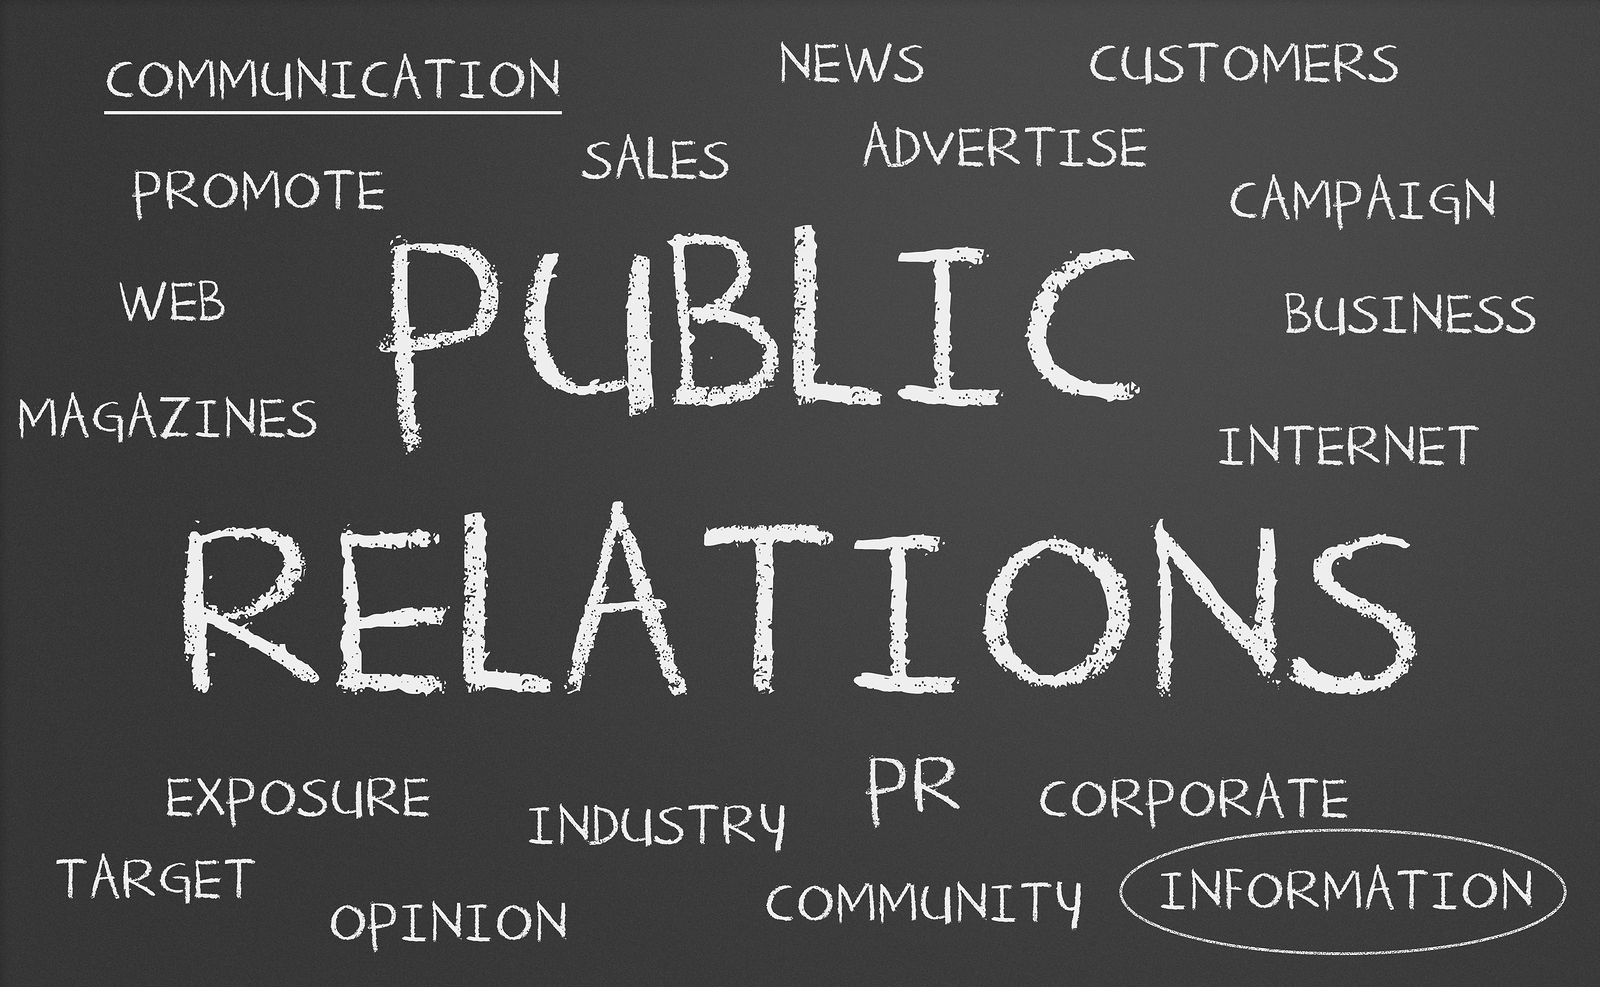 COMMUNICATION
NEWS
CUSTOMERS
SALES
ADVERTISE
PROMOTE
CAMPAIGN
WEB
PUBLIC
BUSINESS
MAGAZINES
INTERNET
RELATIONS
EXPOSURE
INDUSTRY
PR
CORPORATE
TARGET
OPINION
COMMUNITY
INFORMATION